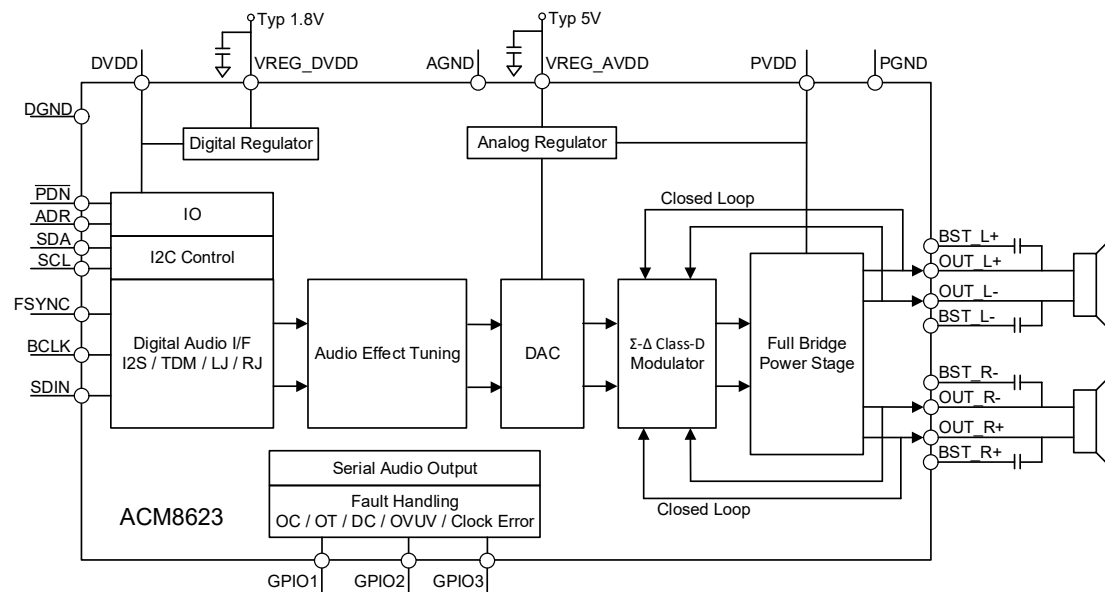 Typ 1.8V
Typ 5V
DVDD
VREG_DVDD
AGND
VREG_AVDD
PVDD
PGND
DGND
Digital Regulator
Analog Regulator
PDN
ADR
SDA
SCL
FSYNC
BCLK
SDIN
IO
I2C Control
Digital Audio I/F
I2S / TDM / LJ / RJ
Audio Effect Tuning
DAC
Closed Loop
Σ-Δ Class-D
Modulator
Full Bridge
Power Stage
BST_L+
OUT_L+
OUT_L-
BST_L-
BST_R-
OUT_R-
OUT_R+
BST_R+
Closed Loop
Serial Audio Output
Fault Handling
OC / OT / DC / OVUV / Clock Error
ACM8623
GPIO1
GPIO2
GPIO3